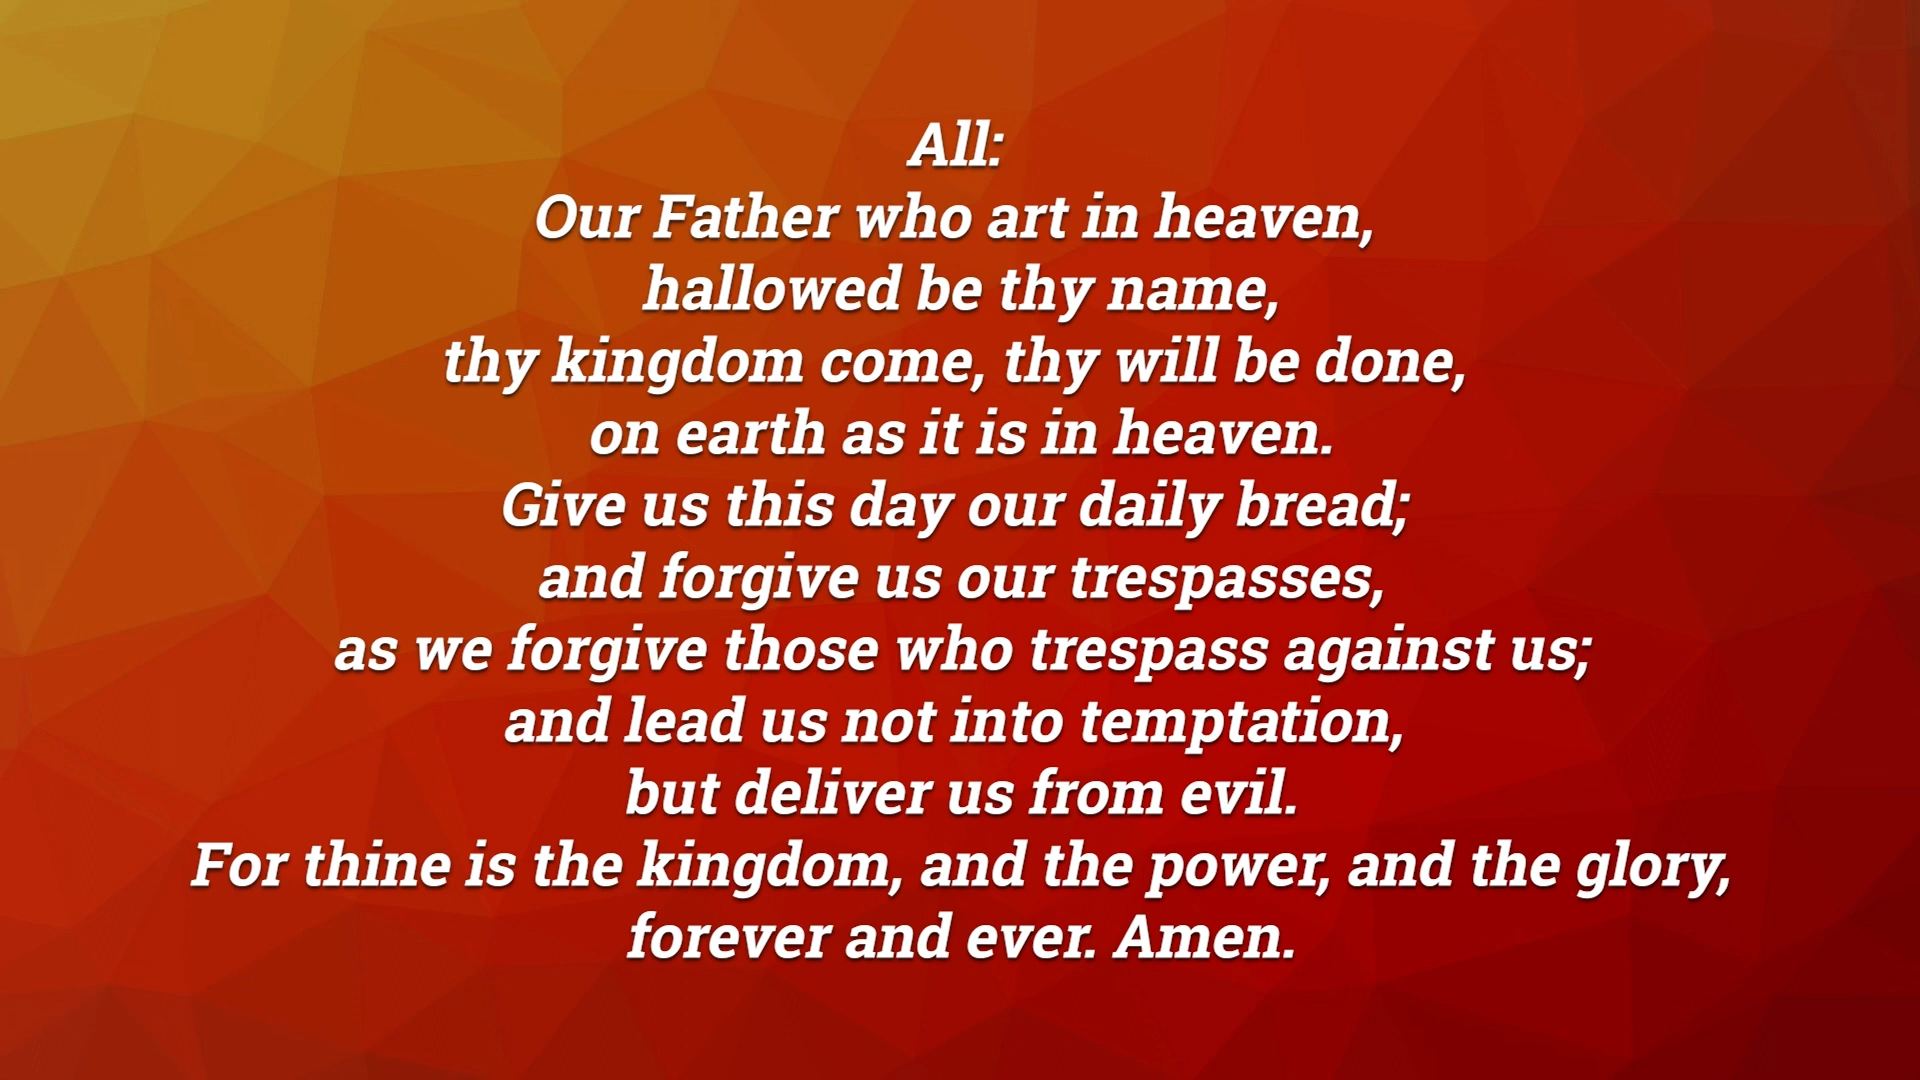 All:
Our Father who art in heaven,
hallowed be thy name,
thy kingdom come, thy will be done,
on earth as it is in heaven.
Give us this day our daily bread;
and forgive us our trespasses,
as we forgive those who trespass against us;
and lead us not into temptation,
but deliver us from evil.
For thine is the kingdom, and the power, and the glory,
forever and ever. Amen.